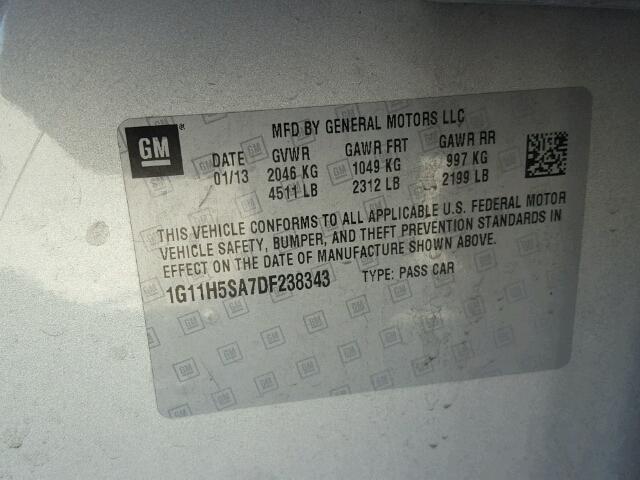 GM
®
MFD BY GENERAL MOTORS LLC
DATE GVWR GAWR FRT GAWR RR
01/13 2046 KG 1049 KG 997 KG
4511 LB 2312 LB 2199 LB
THIS VEHICLE CONFORMS TO ALL APPLICABLE U.S. FEDERAL MOTOR
VEHICLE SAFETY, BUMPER, AND THEFT PREVENTION STANDARDS IN
EFFECT ON THE DATE OF MANUFACTURE SHOWN ABOVE.
1G11H5SA7DF238343 TYPE: PASS CAR